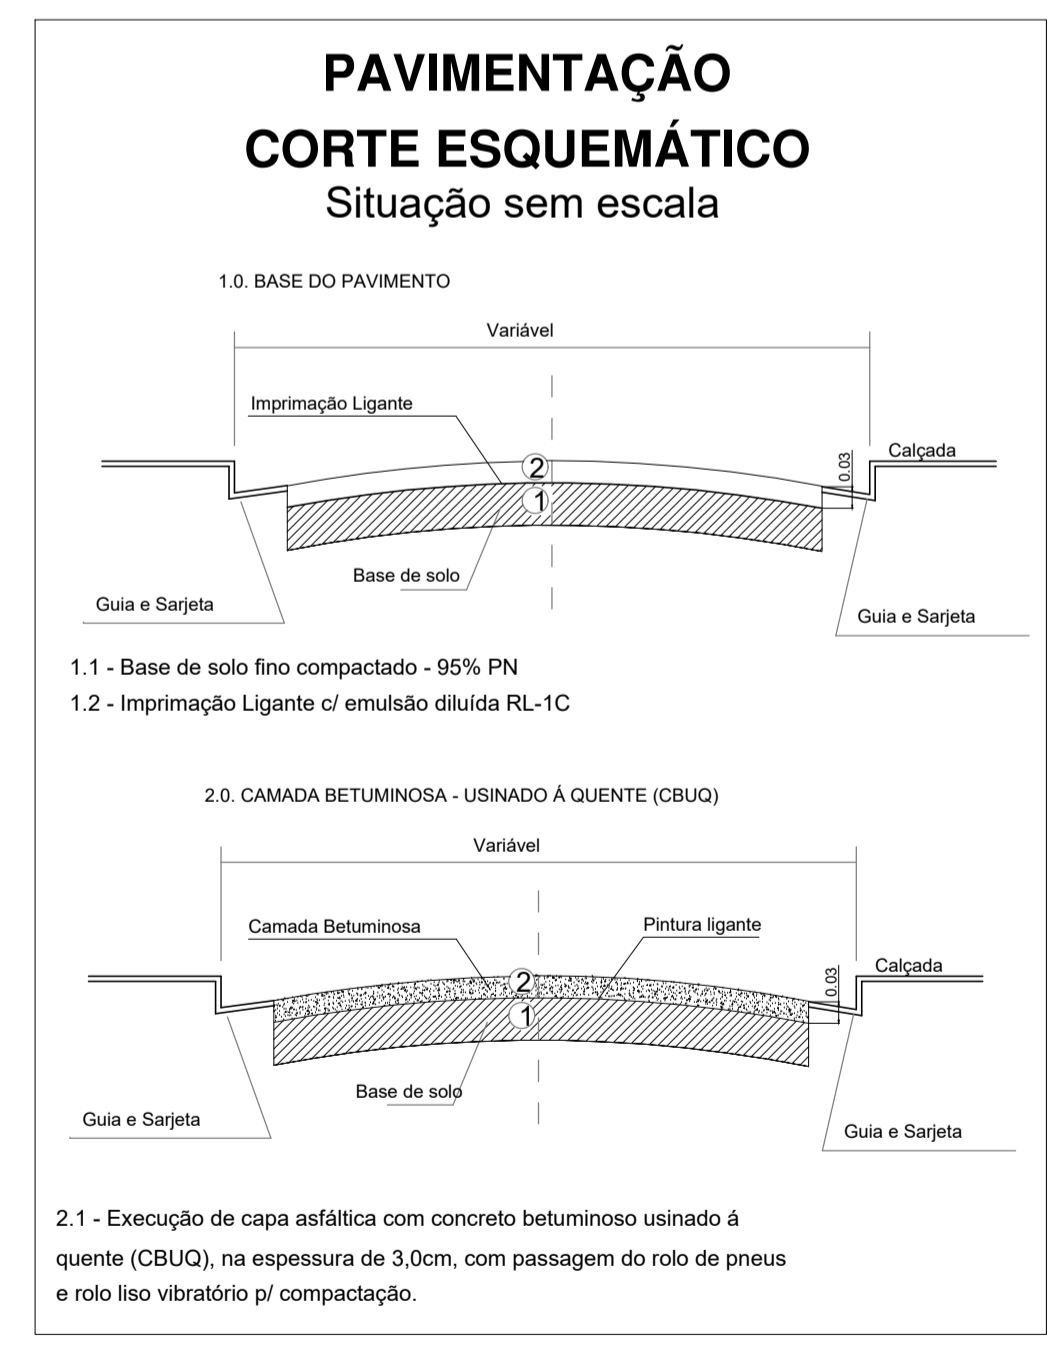 PAVIMENTAÇÃO
CORTE ESQUEMÁTICO
Situação sem escala
1.0. BASE DO PAVIMENTO
Variável
Imprimação Ligante
Calçada
0.03
2
1
Base de solo
Guia e Sarjeta
Guia e Sarjeta
1.1 - Base de solo fino compactado - 95% PN
1.2 - Imprimação Ligante c/ emulsão diluída RL-1C
2.0. CAMADA BETUMINOSA - USINADO Á QUENTE (CBUQ)
Variável
Camada Betuminosa
Pintura ligante
Calçada
0.03
2
1
Base de solo
Guia e Sarjeta
Guia e Sarjeta
2.1 - Execução de capa asfáltica com concreto betuminoso usinado á
quente (CBUQ), na espessura de 3,0cm, com passagem do rolo de pneus
e rolo liso vibratório p/ compactação.